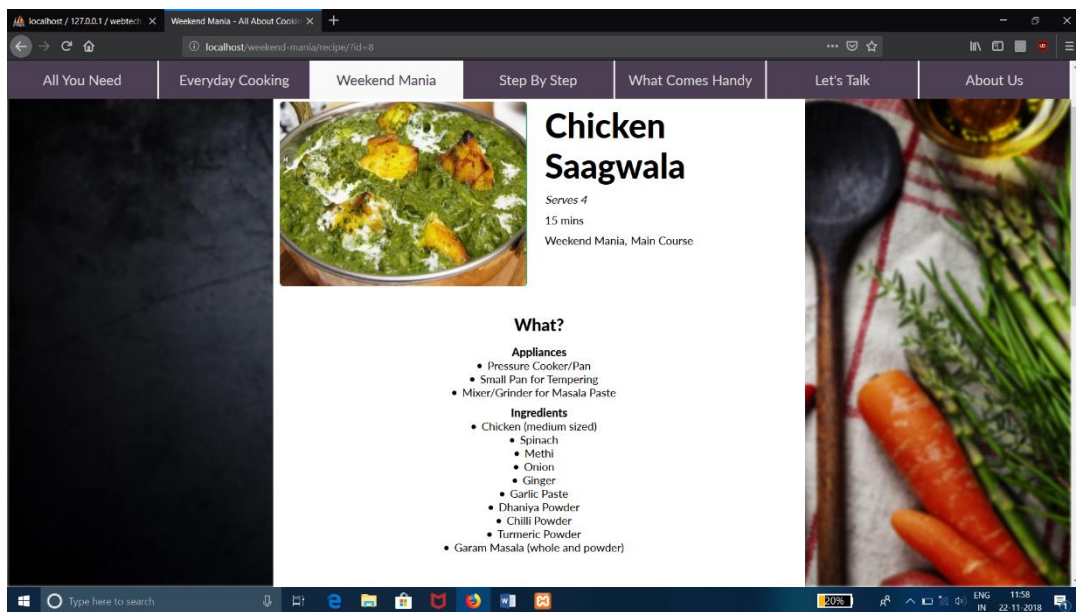 localhost / 127.0.0.1 / webtech
Weekend Mania - All About Cookin
localhost/weekend-mania/recipe/?id=8
All You Need
Everyday Cooking
Weekend Mania
Step By Step
What Comes Handy
Let's Talk
About Us
Chicken
Saagwala
Serves 4
15 mins
Weekend Mania, Main Course
What?
Appliances
• Pressure Cooker/Pan
• Small Pan for Tempering
• Mixer/Grinder for Masala Paste
Ingredients
• Chicken (medium sized)
• Spinach
• Methi
• Onion
• Ginger
• Garlic Paste
• Dhaniya Powder
• Chilli Powder
• Turmeric Powder
• Garam Masala (whole and powder)
Type here to search
20%
ENG
IN
11:58
22-11-2018